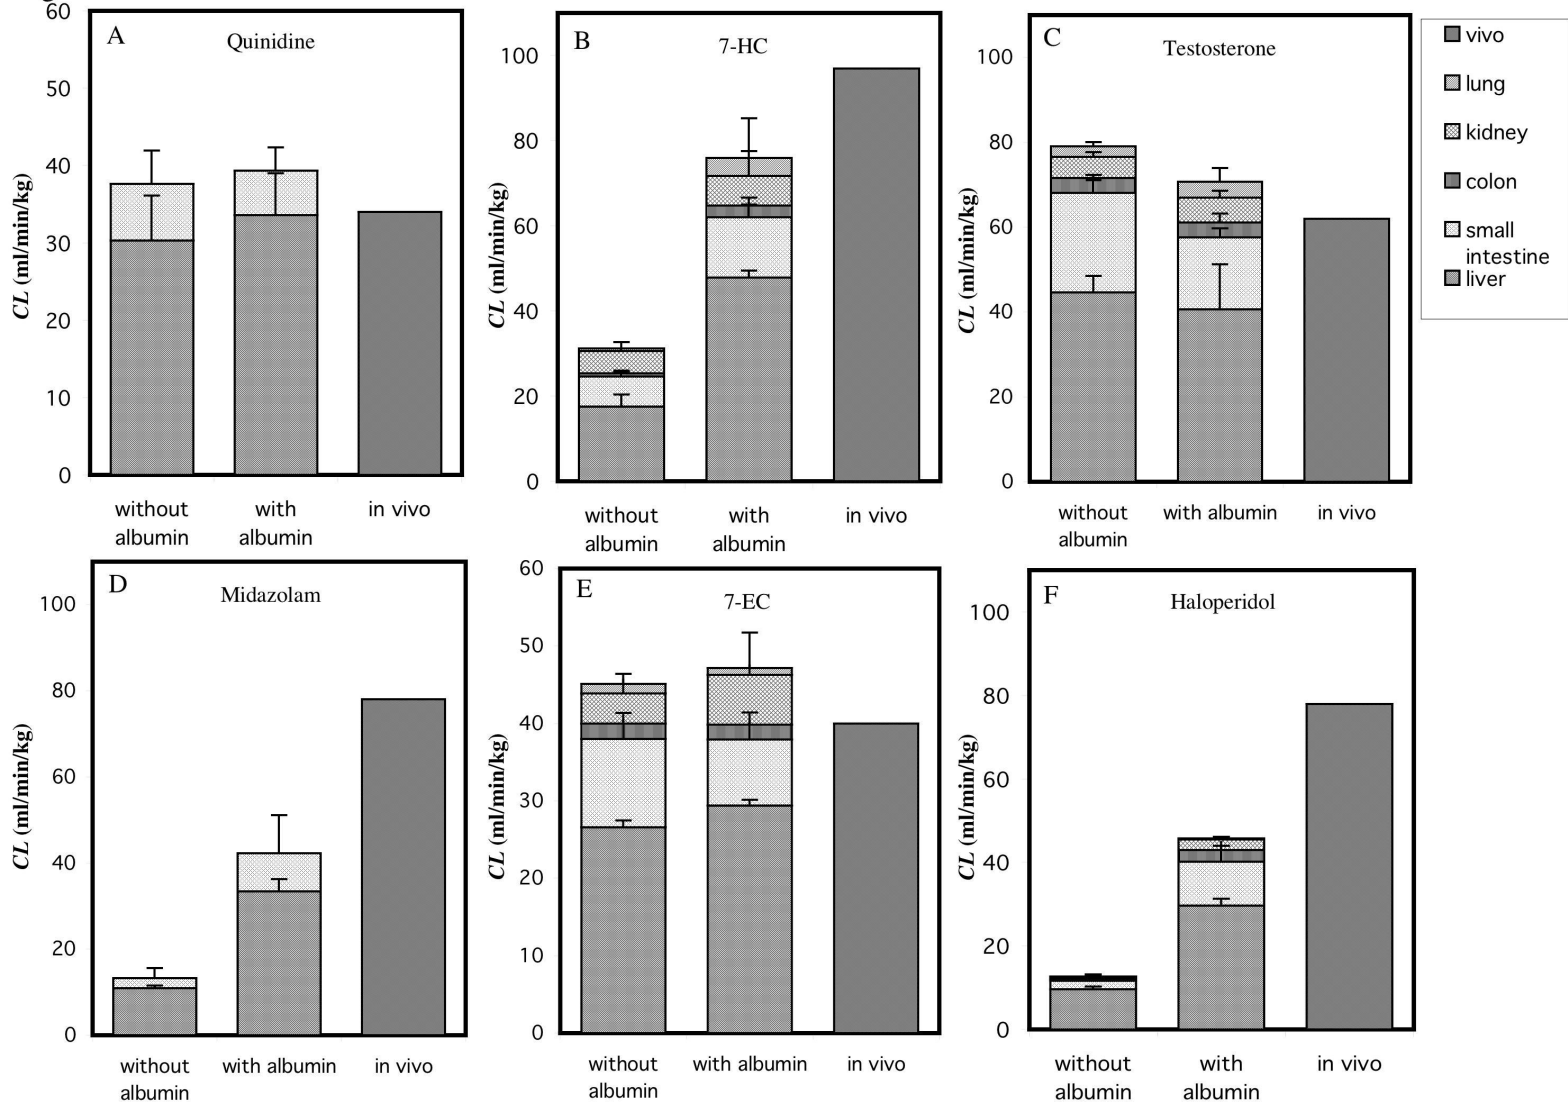 A
Quinidine
CL (ml/min/kg)
60
50
40
30
20
10
0
without
albumin
with
albumin
in vivo
B
7-HC
CL (ml/min/kg)
100
80
60
40
20
0
without
albumin
with
albumin
in vivo
C
Testosterone
CL (ml/min/kg)
100
80
60
40
20
0
without
albumin
with albumin
in vivo
vivo
lung
kidney
colon
small
intestine
liver
D
Midazolam
CL (ml/min/kg)
100
80
60
40
20
0
without
albumin
with albumin
in vivo
E
7-EC
CL (ml/min/kg)
60
50
40
30
20
10
0
without
albumin
with albumin
in vivo
F
Haloperidol
CL (ml/min/kg)
100
80
60
40
20
0
without
albumin
with
albumin
in vivo